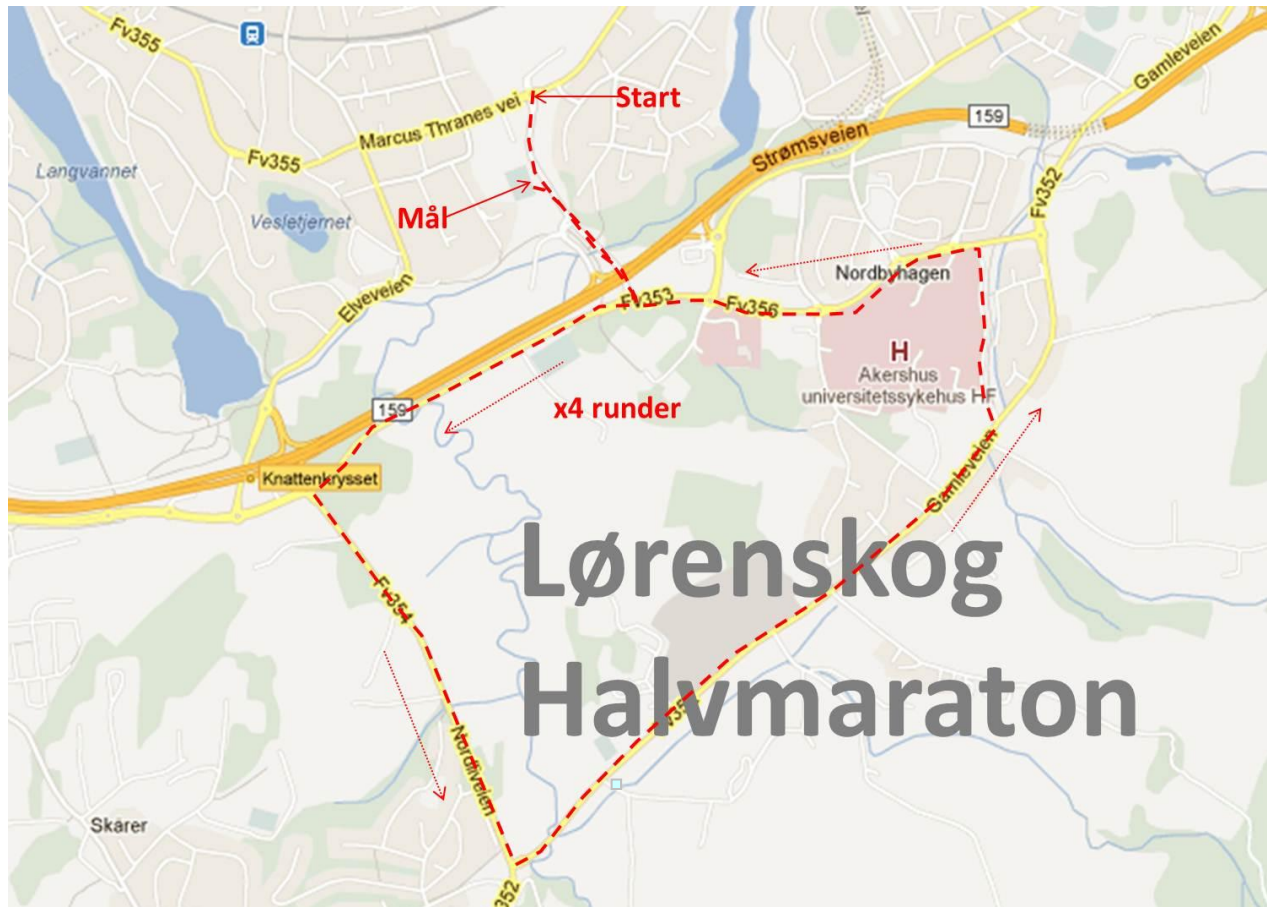 Fv355
Gamleveien
Start
159
Marcus Thranes vei
Strømsveien
Fv355
Langvannet
Fv352
Mål
Vesletjernet
Nordbyhagen
Elveveien
Fv353
Fv356
H
Akershus
universitetssykehus HF
x4 runder
159
Knattenkrysset
Gamleveien
Lørenskog
Fv354
Halvmaraton
Nordliveien
Skårer